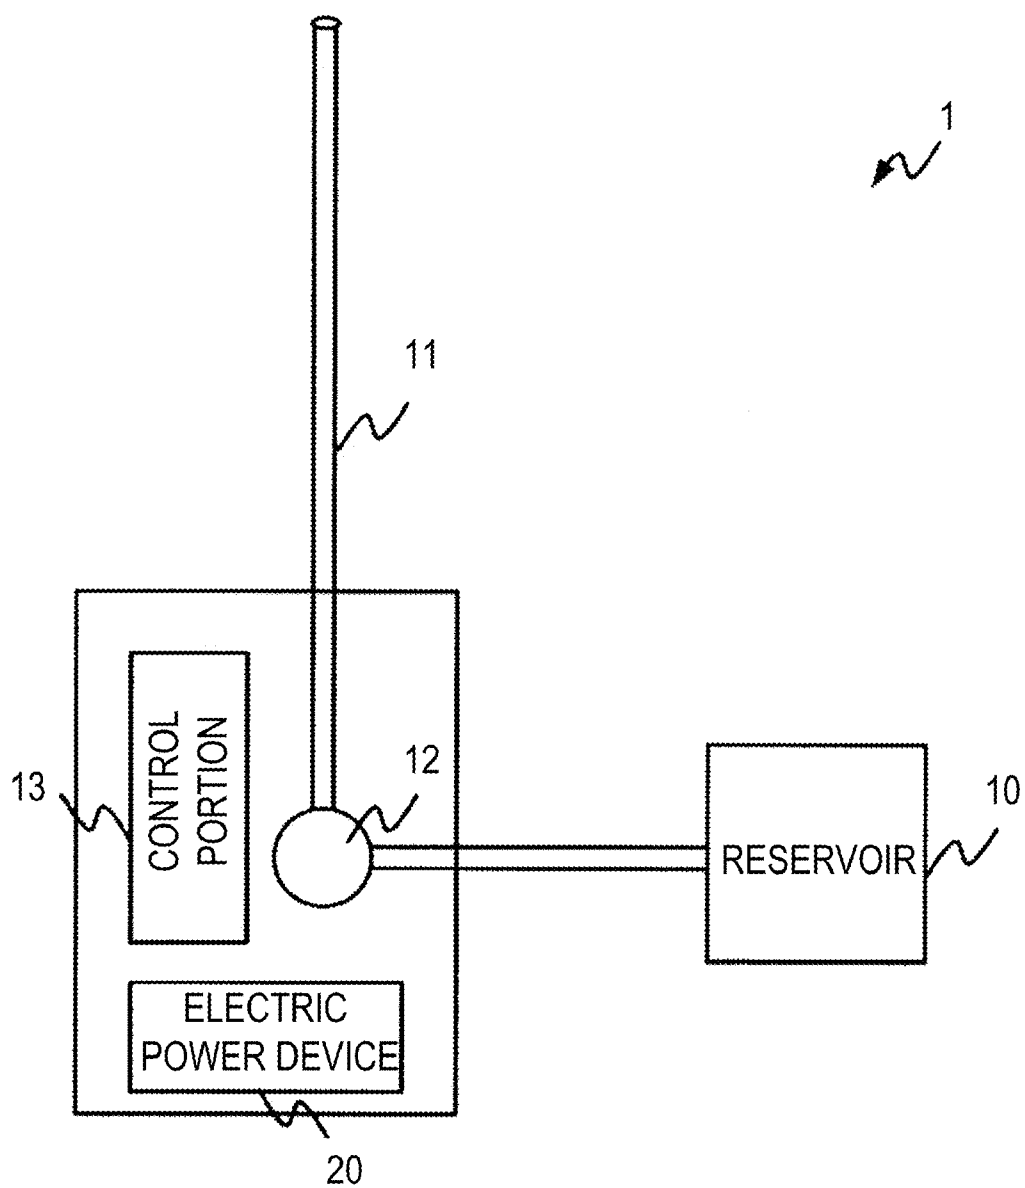 1
11
CONTROL
PORTION
13
12
10
RESERVOIR
ELECTRIC
POWER DEVICE
20